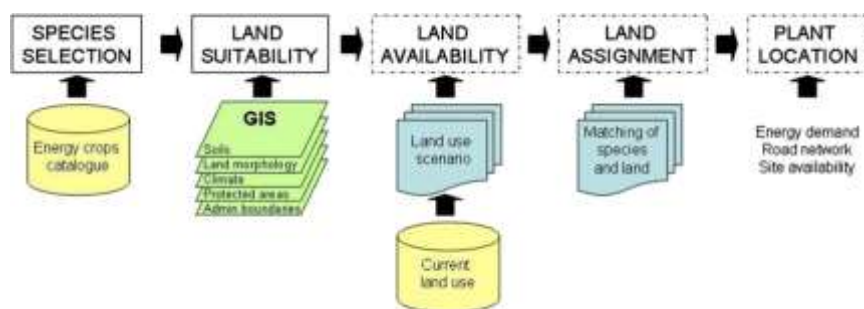 SPECIES
SELECTION
LAND
SUITABILITY
LAND
AVAILABILITY
LAND
ASSIGNMENT
PLANT
LOCATION
Energy crops
catalogue
GIS
Soils
Land morphology
Climate
Protected areas
Admin boundaries
Land use
scenario
Current
land use
Matching of
species
and land
Energy demand
Road network
Site availability